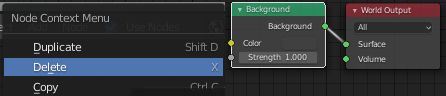 Node Context Menu
Duplicate Shift D
Delete X
Copy Ctrl C
Background
Background
Color
Strength 1.000
World Output
All
Surface
Volume